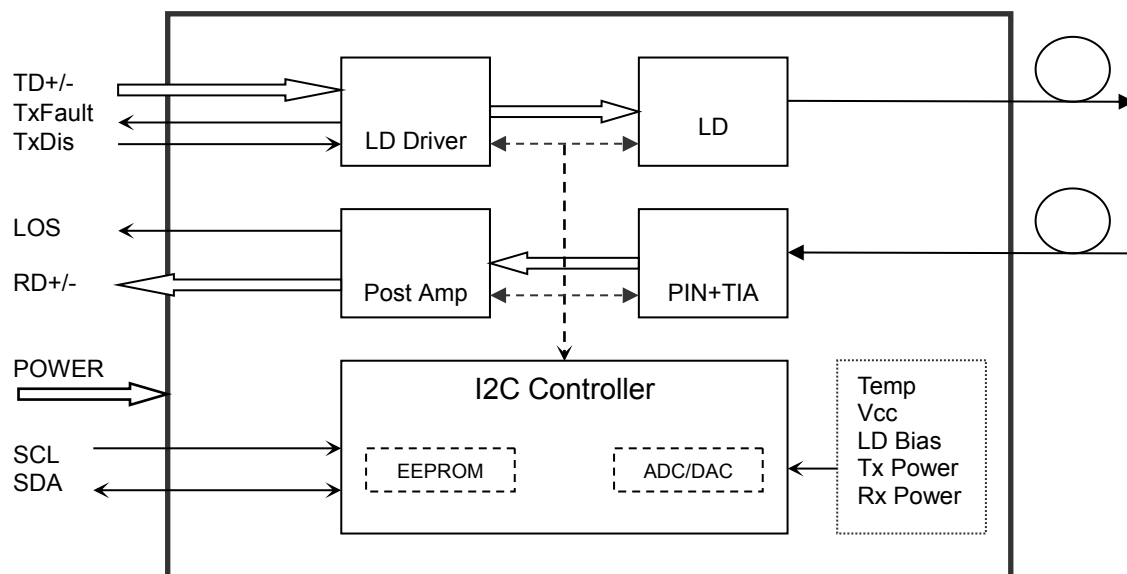 TD+/-
TxFault
TxDis
LD Driver
LD
LOS
RD+/-
Post Amp
PIN+TIA
POWER
I2C Controller
SCL
SDA
EEPROM
ADC/DAC
Temp
Vcc
LD Bias
Tx Power
Rx Power